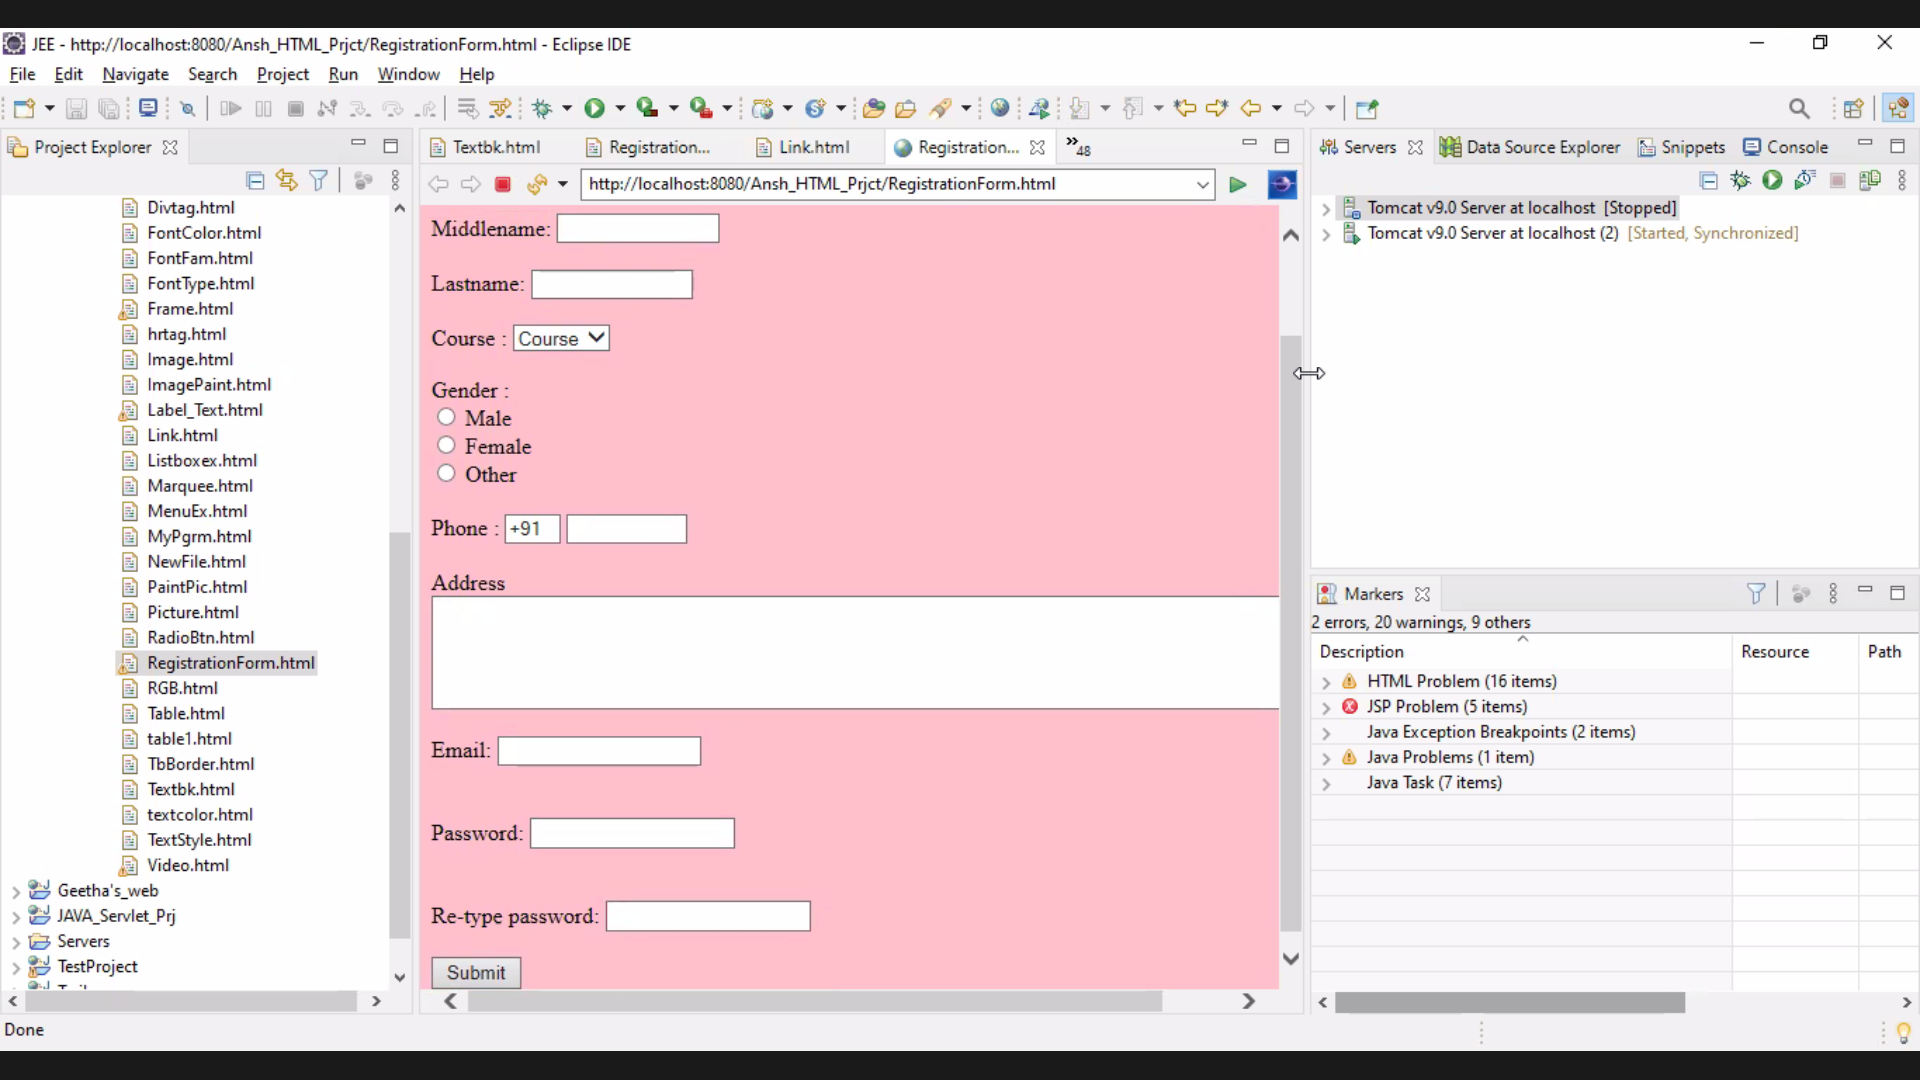 JEE - http://localhost:8080/Ansh_HTML_Prjct/RegistrationForm.html - Eclipse IDE
File Edit Navigate Search Project Run Window Help
Project Explorer
Divtag.html
FontColor.html
FontFam.html
FontType.html
Frame.html
hrtag.html
Image.html
ImagePaint.html
Label_Text.html
Link.html
Listboxex.html
Marquee.html
MenuEx.html
MyPgrm.html
NewFile.html
PaintPic.html
Picture.html
RadioBtn.html
RegistrationForm.html
RGB.html
Table.html
table1.html
TbBorder.html
Textbk.html
textcolor.html
TextStyle.html
Video.html
Geetha's_web
JAVA_Servlet_Prj
Servers
TestProject
Textbk.html Registration... Link.html Registration... »48
http://localhost:8080/Ansh_HTML_Prjct/RegistrationForm.html
Middlename:
Lastname:
Course : Course
Gender :
Male
Female
Other
Phone : +91
Address
Email:
Password:
Re-type password:
Submit
Servers Data Source Explorer Snippets Console
Tomcat v9.0 Server at localhost [Stopped]
Tomcat v9.0 Server at localhost (2) [Started, Synchronized]
Markers
2 errors, 20 warnings, 9 others
Description Resource Path
HTML Problem (16 items)
JSP Problem (5 items)
Java Exception Breakpoints (2 items)
Java Problems (1 item)
Java Task (7 items)
Done